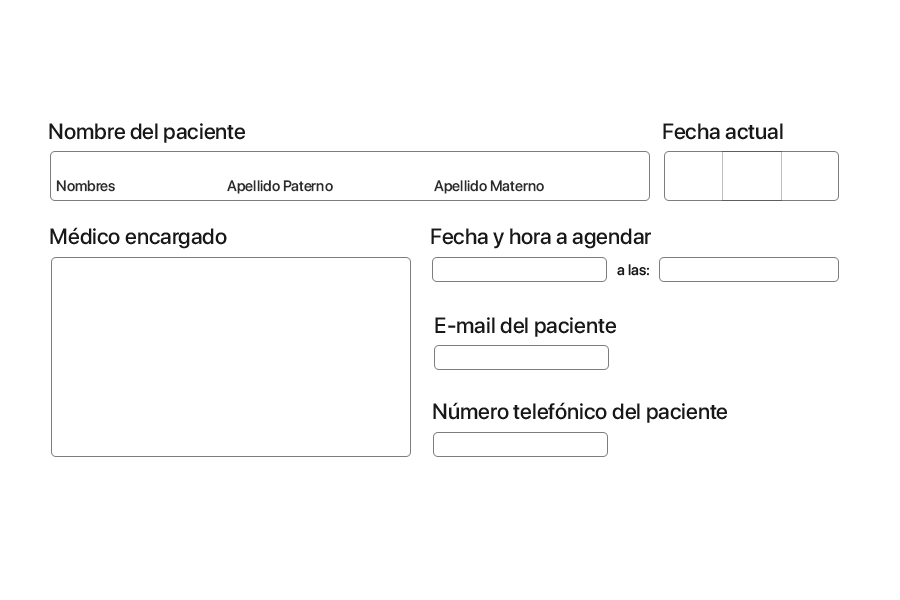 Nombre del paciente
Fecha actual
Nombres Apellido Paterno Apellido Materno
Médico encargado
Fecha y hora a agendar
a las:
E-mail del paciente
Número telefónico del paciente